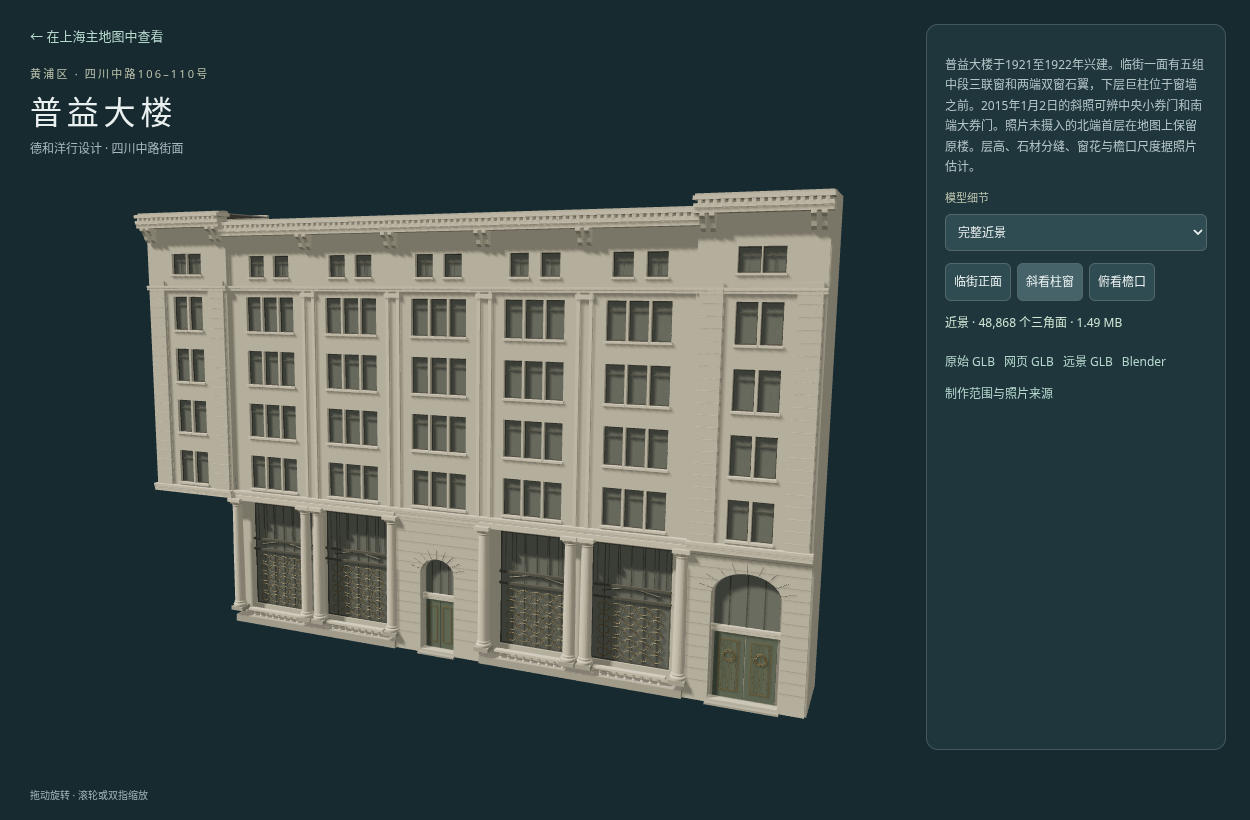 ← 在上海主地图中查看
黄浦区 · 四川中路106–110号
普益大楼
德和洋行设计 · 四川中路街面
普益大楼于1921至1922年兴建。临街一面有五组
中段三联窗和两端双窗石翼，下层巨柱位于窗墙
之前。2015年1月2日的斜照可辨中央小券门和南
端大券门。照片未摄入的北端首层在地图上保留
原楼。层高、石材分缝、窗花与檐口尺度据照片
估计。
模型细节
完整近景
临街正面 斜看柱窗 俯看檐口
近景 · 48,868 个三角面 · 1.49 MB
原始 GLB 网页 GLB 远景 GLB Blender
制作范围与照片来源
拖动旋转 · 滚轮或双指缩放